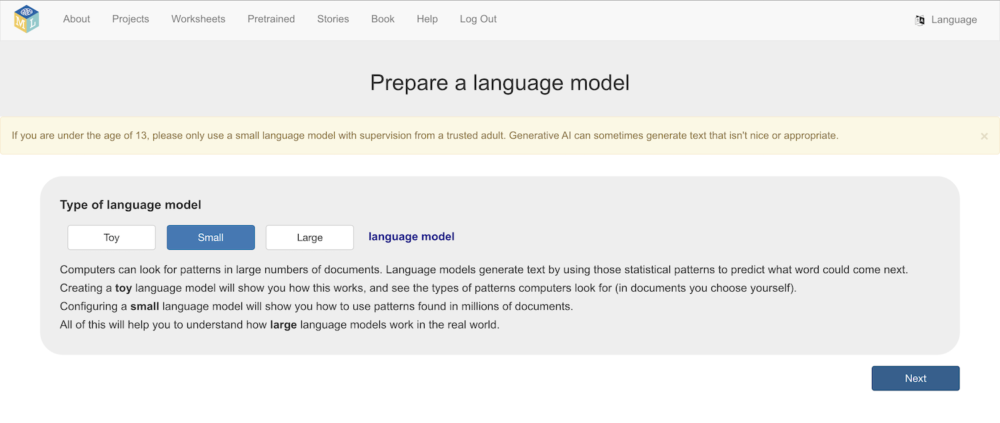 M L About Projects Worksheets Pretrained Stories Book Help Log Out Language
Prepare a language model
If you are under the age of 13, please only use a small language model with supervision from a trusted adult. Generative AI can sometimes generate text that isn't nice or appropriate. ×
Type of language model
Toy Small Large language model
Computers can look for patterns in large numbers of documents. Language models generate text by using those statistical patterns to predict what word could come next.
Creating a toy language model will show you how this works, and see the types of patterns computers look for (in documents you choose yourself).
Configuring a small language model will show you how to use patterns found in millions of documents.
All of this will help you to understand how large language models work in the real world.
Next